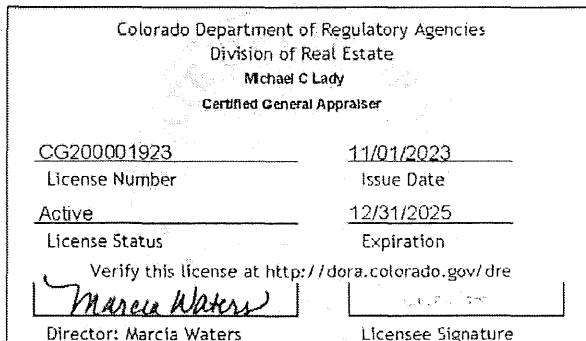 Colorado Department of Regulatory Agencies
Division of Real Estate
Michael C Lady
Certified General Appraiser
CG200001923 11/01/2023
License Number Issue Date
Active 12/31/2025
License Status Expiration
Verify this license at http://dora.colorado.gov/dre
Marcia Waters
Director: Marcia Waters Licensee Signature